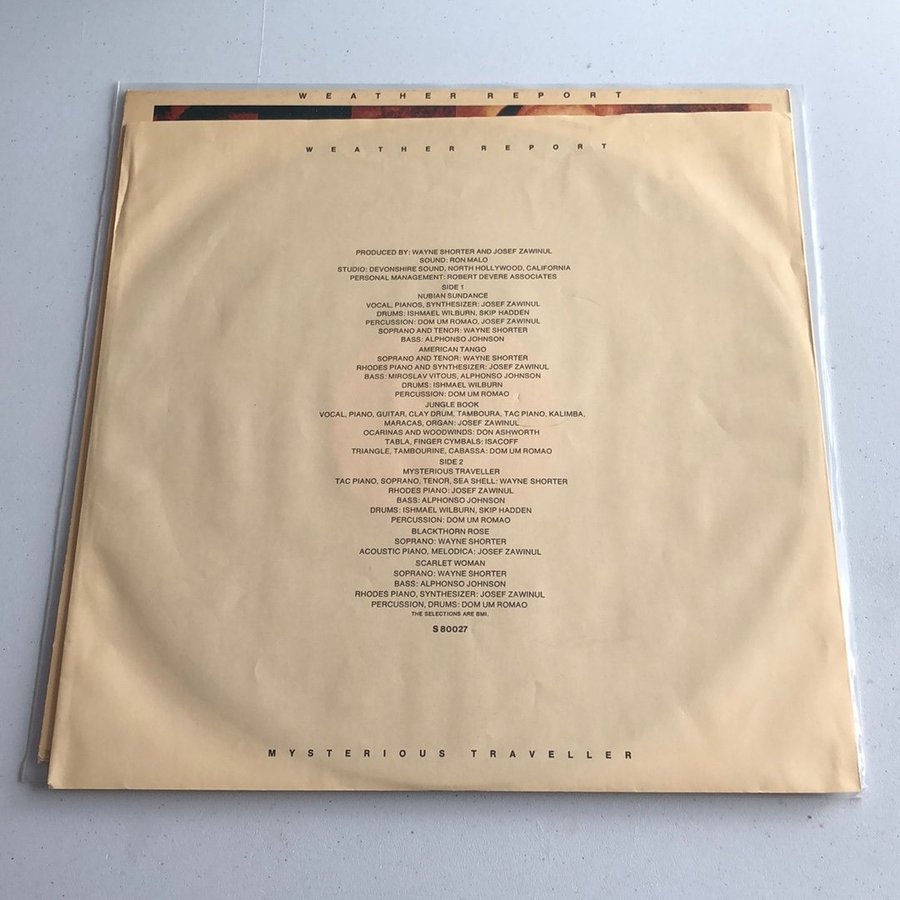 WEATHER REPORT
WEATHER REPORT
PRODUCED BY: WAYNE SHORTER AND JOSEF ZAWINUL
SOUND: RON MALO
STUDIO: DEVONSHIRE SOUND, NORTH HOLLYWOOD, CALIFORNIA
PERSONAL MANAGEMENT: ROBERT DEVERE ASSOCIATES
SIDE 1
NUBIAN SUNDANCE
VOCAL, PIANOS, SYNTHESIZER: JOSEF ZAWINUL
DRUMS: ISHMAEL WILBURN, SKIP HADDEN
PERCUSSION: DOM UM ROMAO, JOSEF ZAWINUL
SOPRANO AND TENOR: WAYNE SHORTER
BASS: ALPHONSO JOHNSON
AMERICAN TANGO
SOPRANO AND TENOR: WAYNE SHORTER
RHODES PIANO AND SYNTHESIZER: JOSEF ZAWINUL
BASS: MIROSLAV VITOUS, ALPHONSO JOHNSON
DRUMS: ISHMAEL WILBURN
PERCUSSION: DOM UM ROMAO
JUNGLE BOOK
VOCAL, PIANO, GUITAR, CLAY DRUM, TAMBOURA, TAC PIANO, KALIMBA,
MARACAS, ORGAN: JOSEF ZAWINUL
OCARINAS AND WOODWINDS: DON ASHWORTH
TABLA, FINGER CYMBALS: ISACOFF
TRIANGLE, TAMBOURINE, CABASSA: DOM UM ROMAO
SIDE 2
MYSTERIOUS TRAVELLER
TAC PIANO, SOPRANO, TENOR, SEA SHELL: WAYNE SHORTER
RHODES PIANO: JOSEF ZAWINUL
BASS: ALPHONSO JOHNSON
DRUMS: ISHMAEL WILBURN, SKIP HADDEN
PERCUSSION: DOM UM ROMAO
BLACKTHORN ROSE
SOPRANO: WAYNE SHORTER
ACOUSTIC PIANO, MELODICA: JOSEF ZAWINUL
SCARLET WOMAN
SOPRANO: WAYNE SHORTER
BASS: ALPHONSO JOHNSON
RHODES PIANO, SYNTHESIZER: JOSEF ZAWINUL
PERCUSSION, DRUMS: DOM UM ROMAO
THE SELECTIONS ARE BMI.
S 80027
MYSTERIOUS TRAVELLER